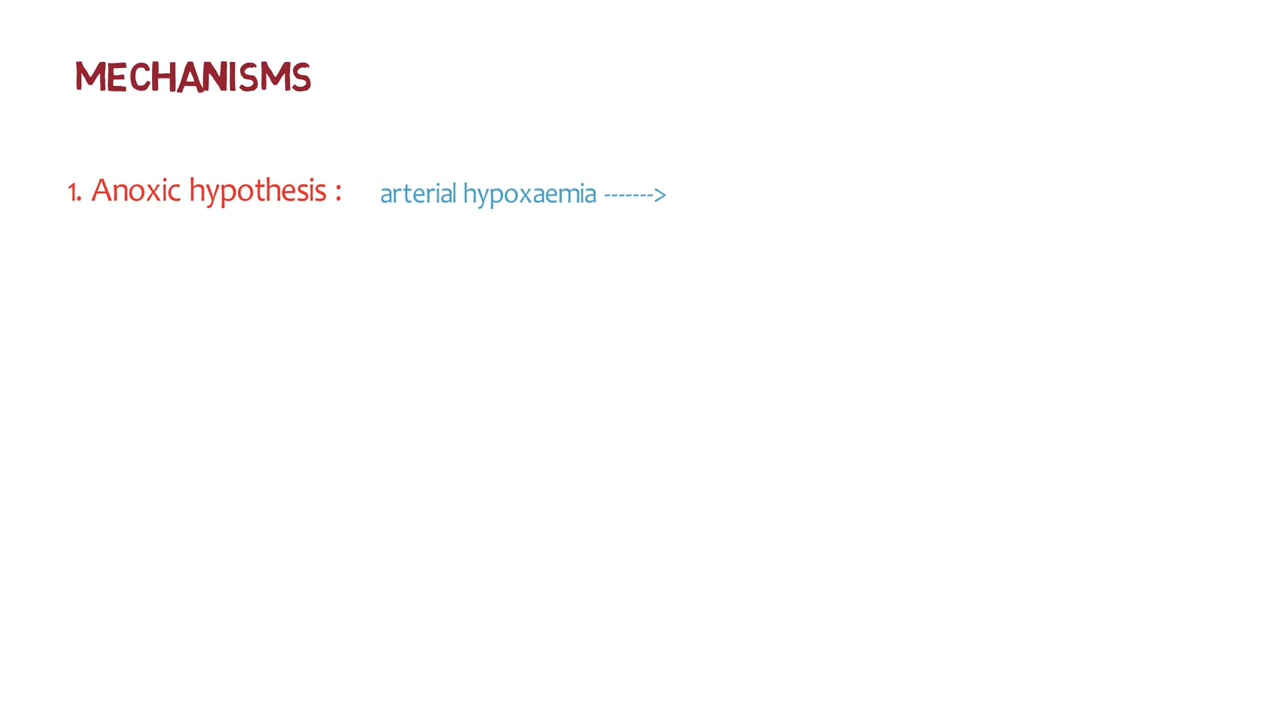 MECHANISMS
1. Anoxic hypothesis : arterial hypoxaemia ------->